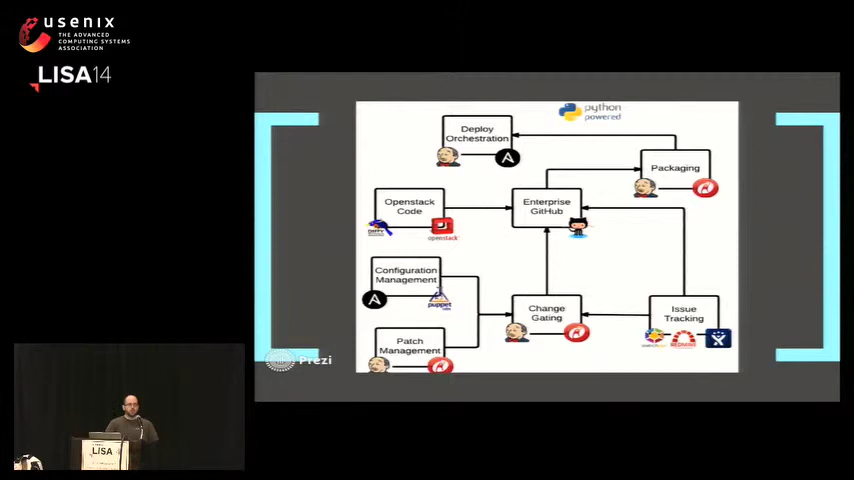 usenix
THE ADVANCED
COMPUTING SYSTEMS
ASSOCIATION
LISA14
python
powered
Deploy
Orchestration
Packaging
Openstack
Code
Enterprise
GitHub
openstack
Configuration
Management
puppet
Change
Gating
Issue
Tracking
REDMINE
Patch
Management
Prezi
LISA